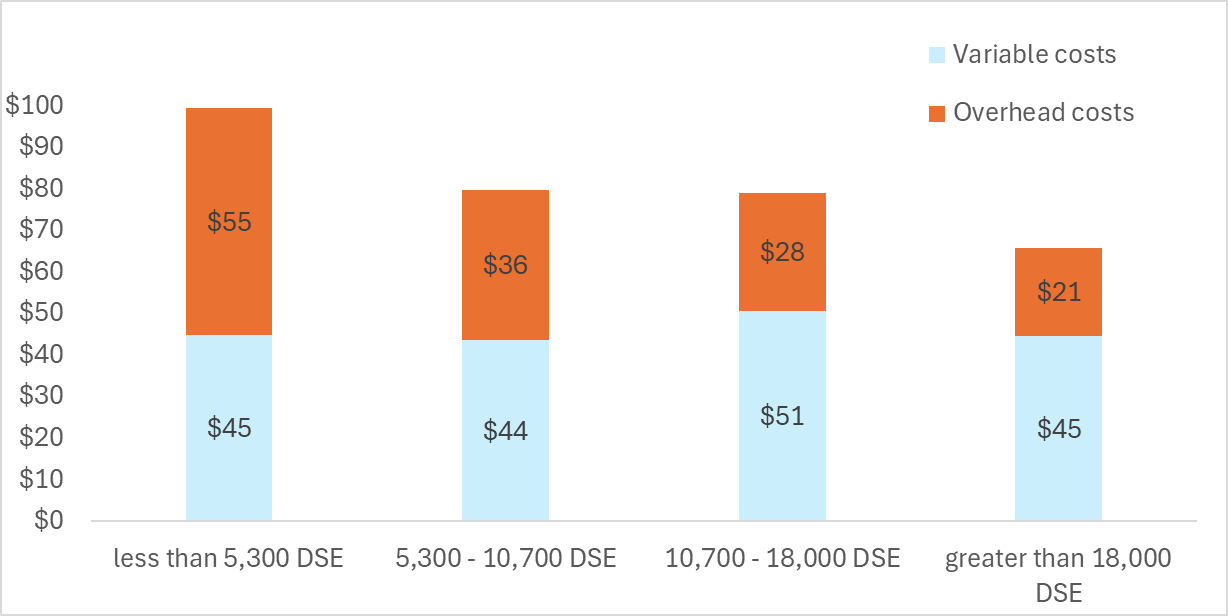 Variable costs
Overhead costs
$100
$90
$80
$70
$60
$50
$40
$30
$20
$10
$0
$55
$45
$36
$44
$28
$51
$21
$45
less than 5,300 DSE
5,300 - 10,700 DSE
10,700 - 18,000 DSE
greater than 18,000
DSE